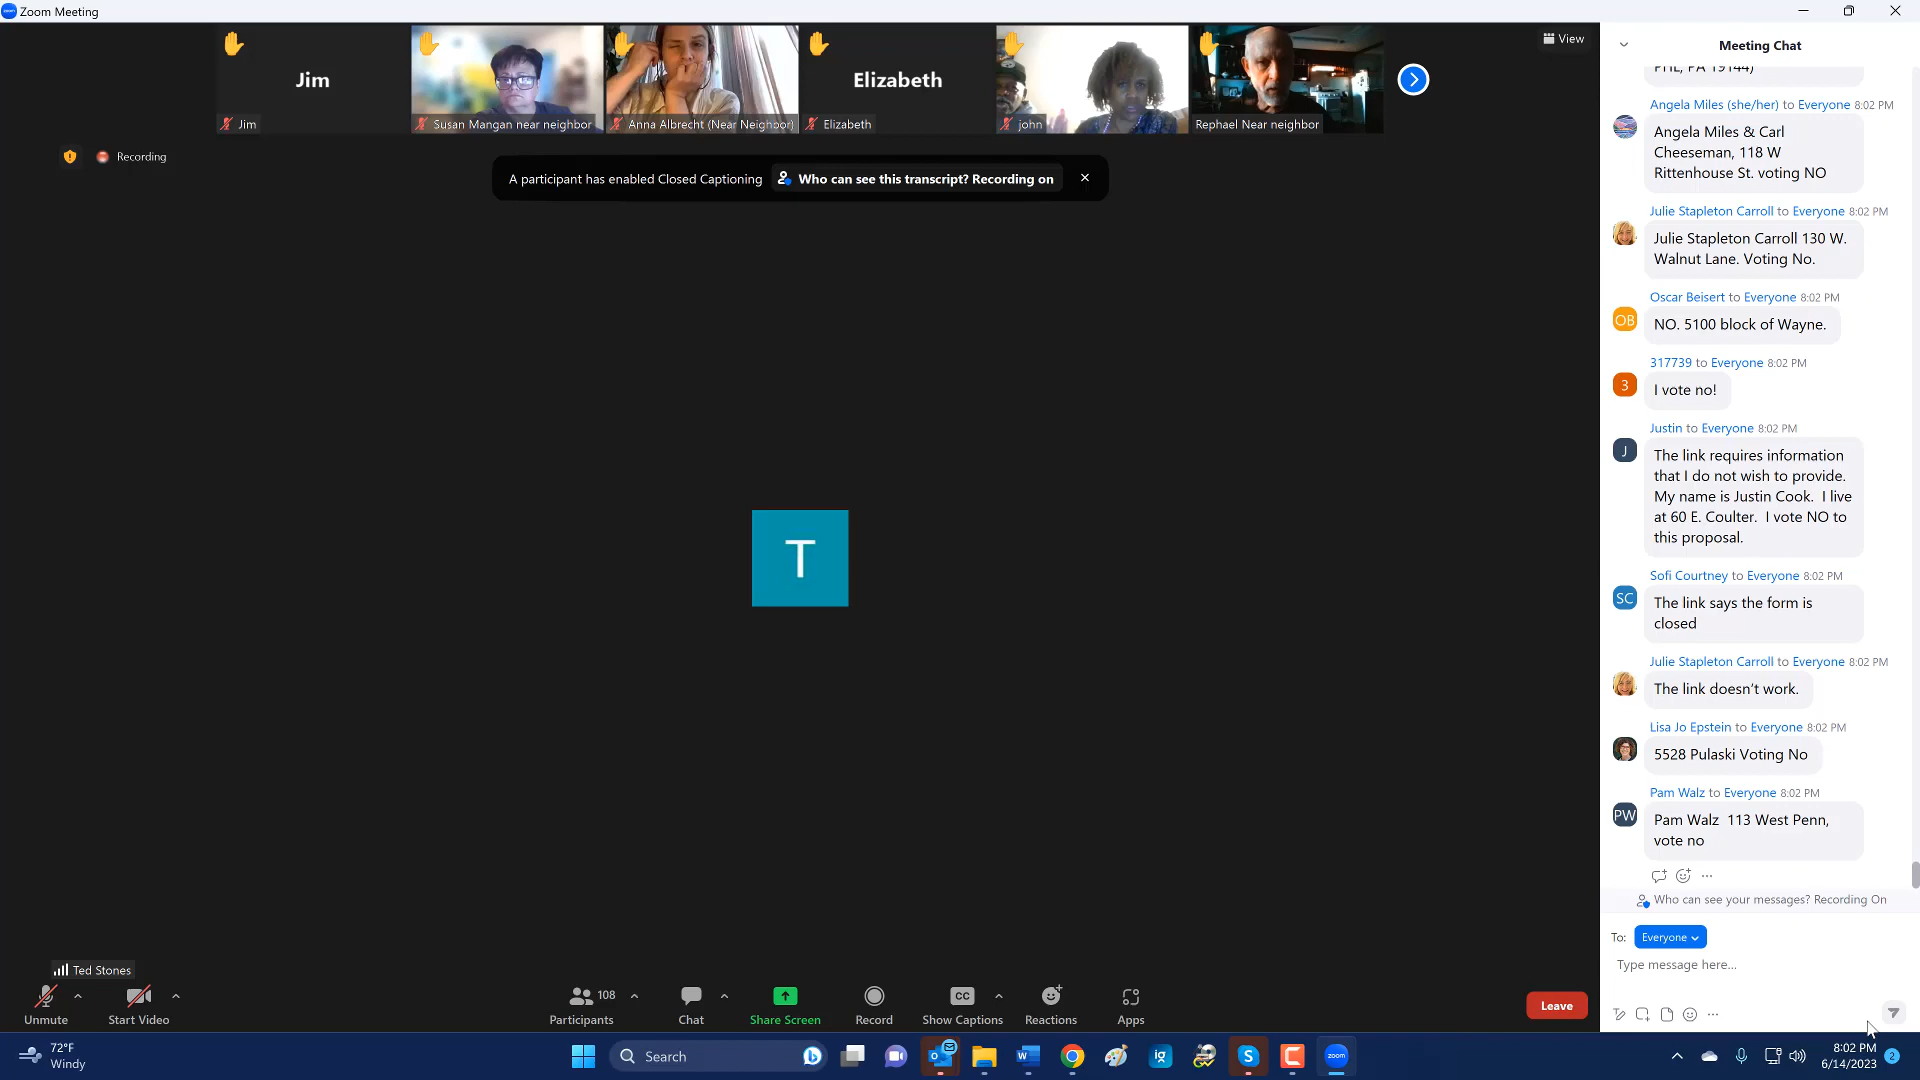 Zoom Meeting
Jim
Jim
Susan Mangan near neighbor
Anna Albrecht (Near Neighbor)
Elizabeth
Elizabeth
john
Rephael Near neighbor
View
Recording
A participant has enabled Closed Captioning
Who can see this transcript? Recording on
T
Ted Stones
Unmute
Start Video
108
Participants
Chat
Share Screen
Record
CC
Show Captions
Reactions
Apps
Leave
Meeting Chat
PHL, PA 19144)
Angela Miles (she/her) to Everyone 8:02 PM
Angela Miles & Carl
Cheeseman, 118 W
Rittenhouse St. voting NO
Julie Stapleton Carroll to Everyone 8:02 PM
Julie Stapleton Carroll 130 W.
Walnut Lane. Voting No.
Oscar Beisert to Everyone 8:02 PM
OB
NO. 5100 block of Wayne.
317739 to Everyone 8:02 PM
3
I vote no!
Justin to Everyone 8:02 PM
J
The link requires information
that I do not wish to provide.
My name is Justin Cook. I live
at 60 E. Coulter. I vote NO to
this proposal.
Sofi Courtney to Everyone 8:02 PM
SC
The link says the form is
closed
Julie Stapleton Carroll to Everyone 8:02 PM
The link doesn't work.
Lisa Jo Epstein to Everyone 8:02 PM
5528 Pulaski Voting No
Pam Walz to Everyone 8:02 PM
PW
Pam Walz 113 West Penn,
vote no
Who can see your messages? Recording On
To: Everyone
Type message here...
72°F
Windy
Search
8:02 PM
6/14/2023
2